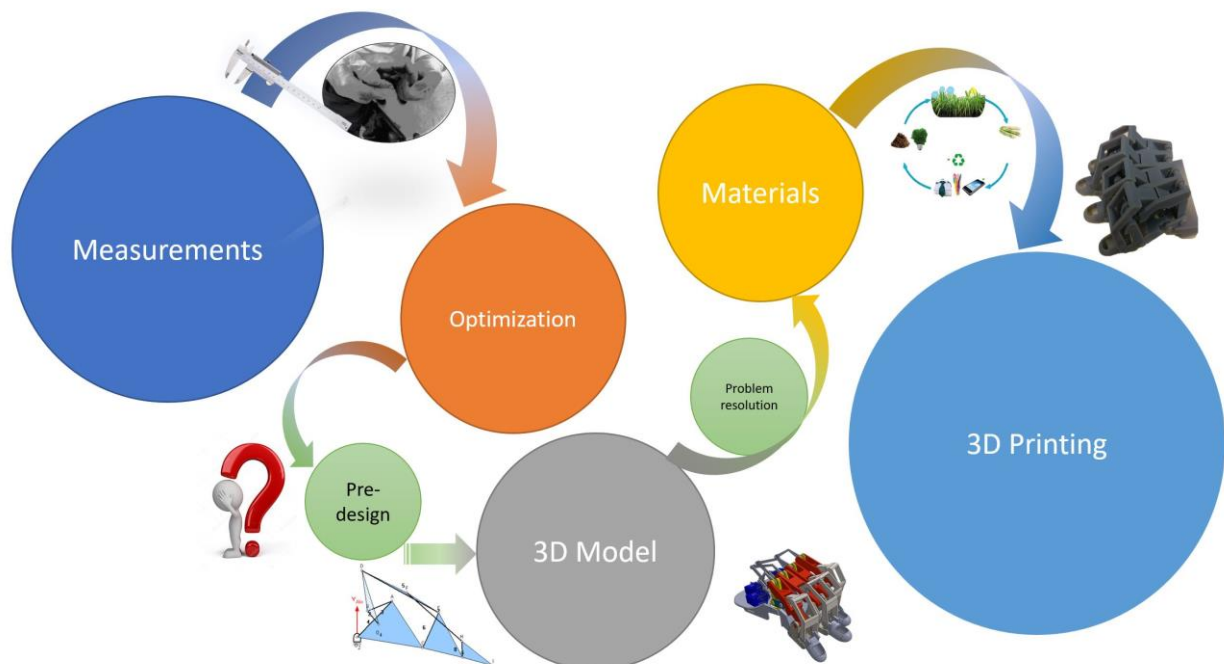 Measurements
Optimization
Pre-
design
3D Model
Problem
resolution
Materials
3D Printing